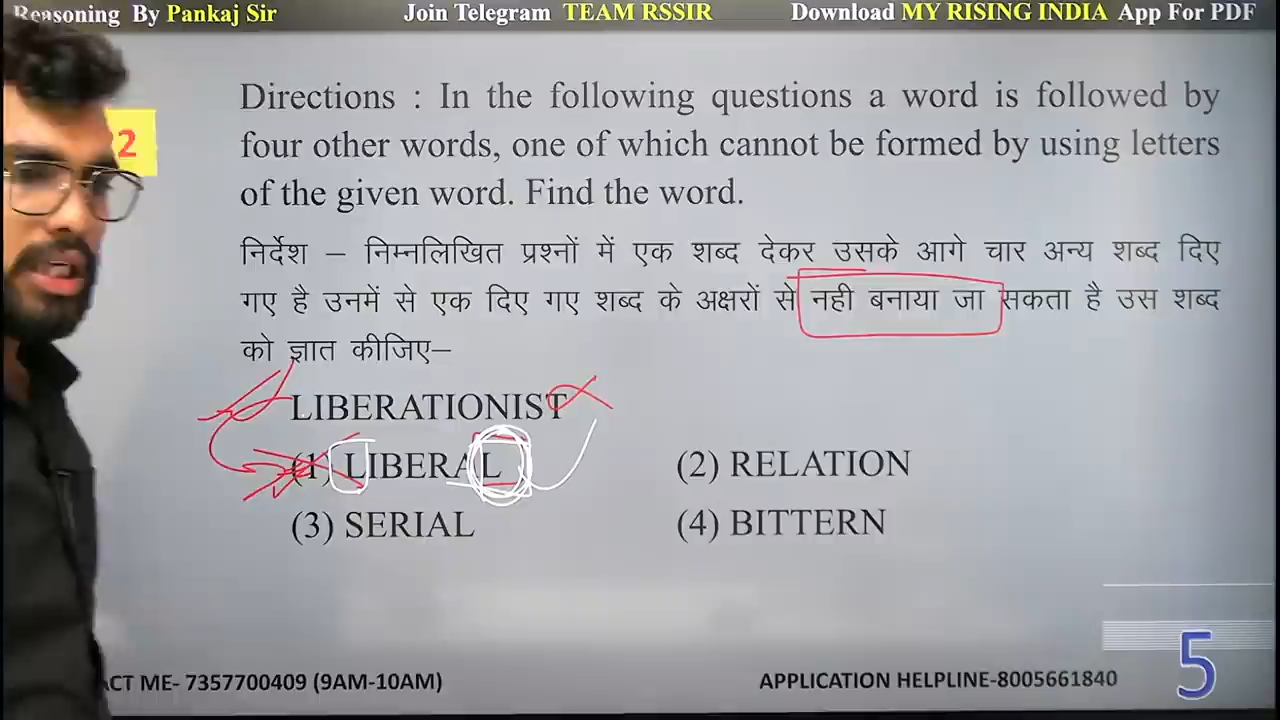 Reasoning By Pankaj Sir Join Telegram TEAM RSSIR Download MY RISING INDIA App For PDF
2
Directions : In the following questions a word is followed by
four other words, one of which cannot be formed by using letters
of the given word. Find the word.
निर्देश – निम्नलिखित प्रश्नों में एक शब्द देकर उसके आगे चार अन्य शब्द दिए
गए है उनमें से एक दिए गए शब्द के अक्षरों से नही बनाया जा सकता है उस शब्द
को ज्ञात कीजिए–
LIBERATIONIST
(1) LIBERAL (2) RELATION
(3) SERIAL (4) BITTERN
5
ACT ME- 7357700409 (9AM-10AM) APPLICATION HELPLINE-8005661840